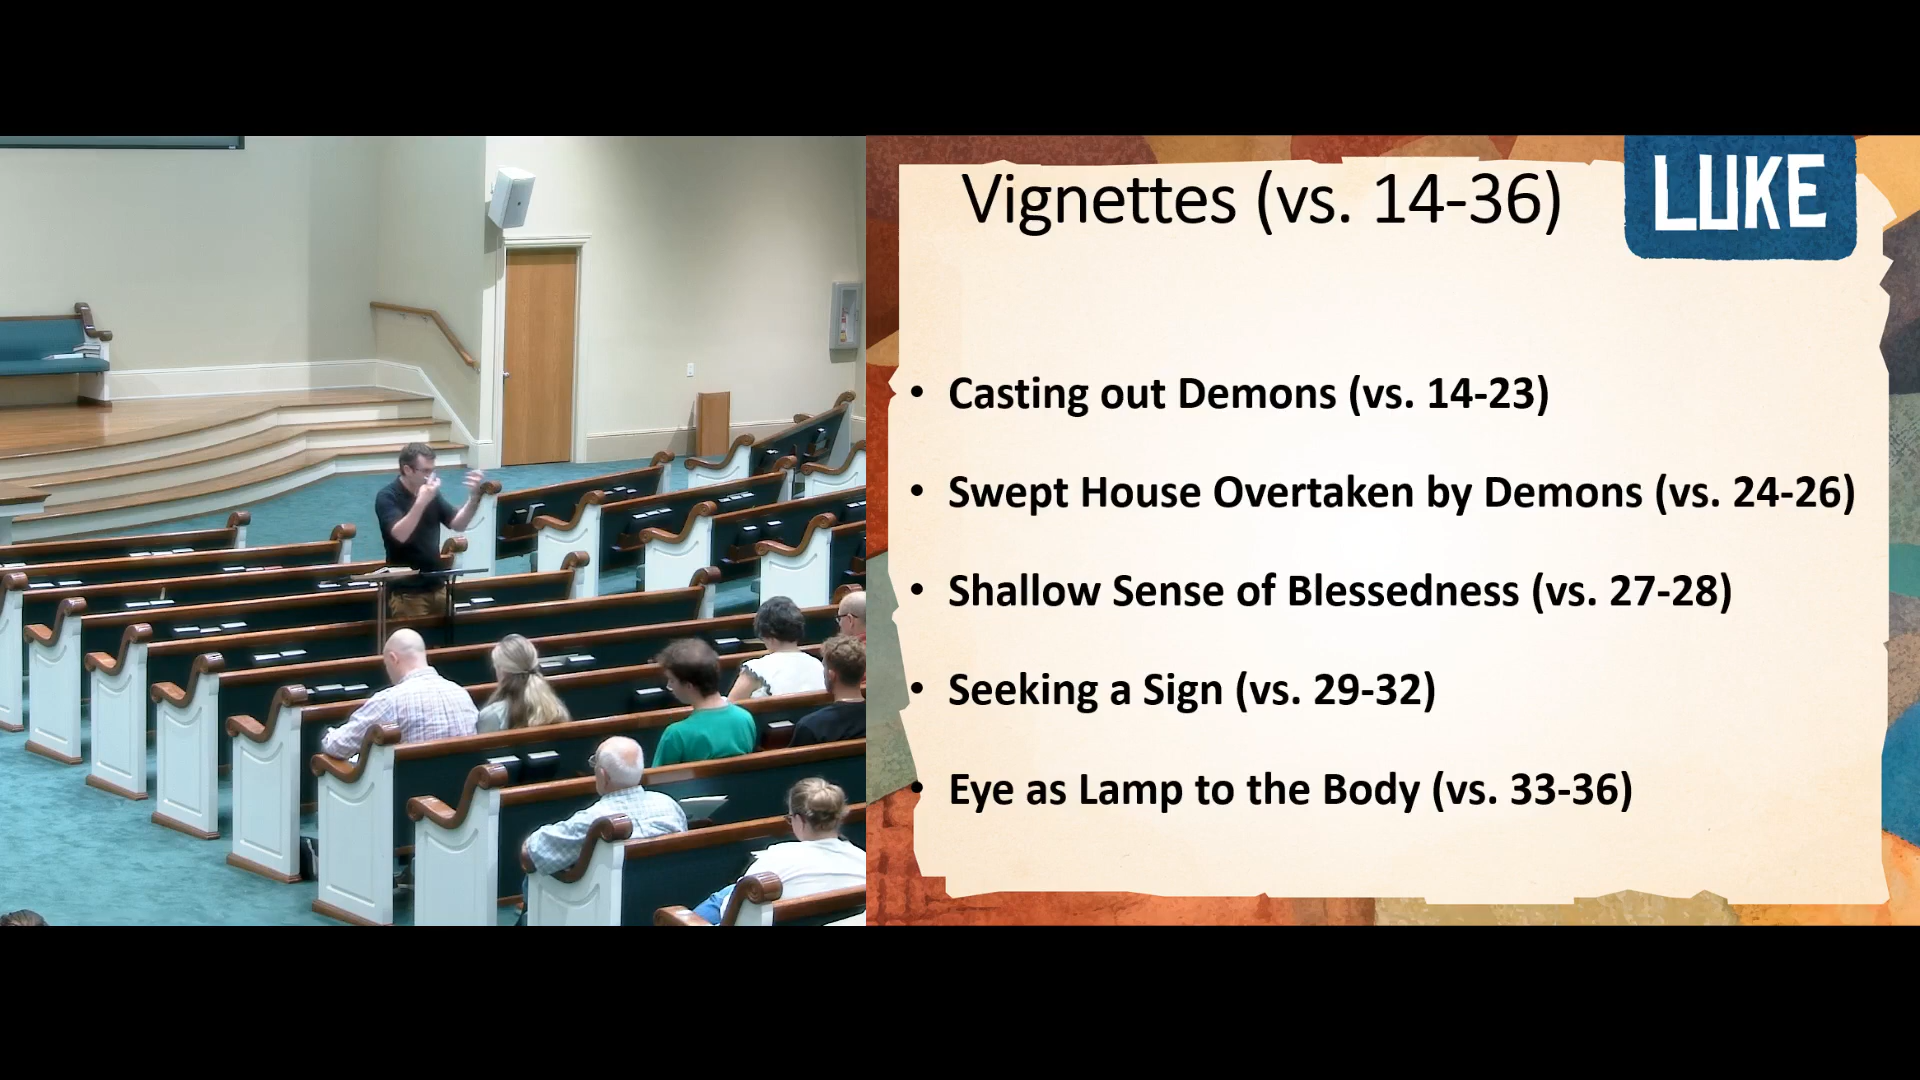 Vignettes (vs. 14-36)
LUKE
• Casting out Demons (vs. 14-23)
• Swept House Overtaken by Demons (vs. 24-26)
• Shallow Sense of Blessedness (vs. 27-28)
• Seeking a Sign (vs. 29-32)
• Eye as Lamp to the Body (vs. 33-36)